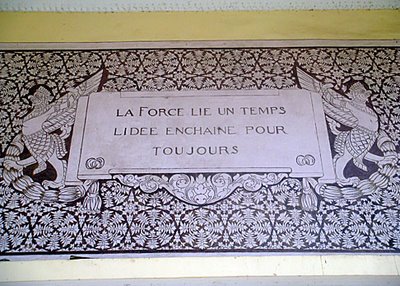 LA FORCE LIE UN TEMPS
LIDEE ENCHAINE POUR
TOUJOURS